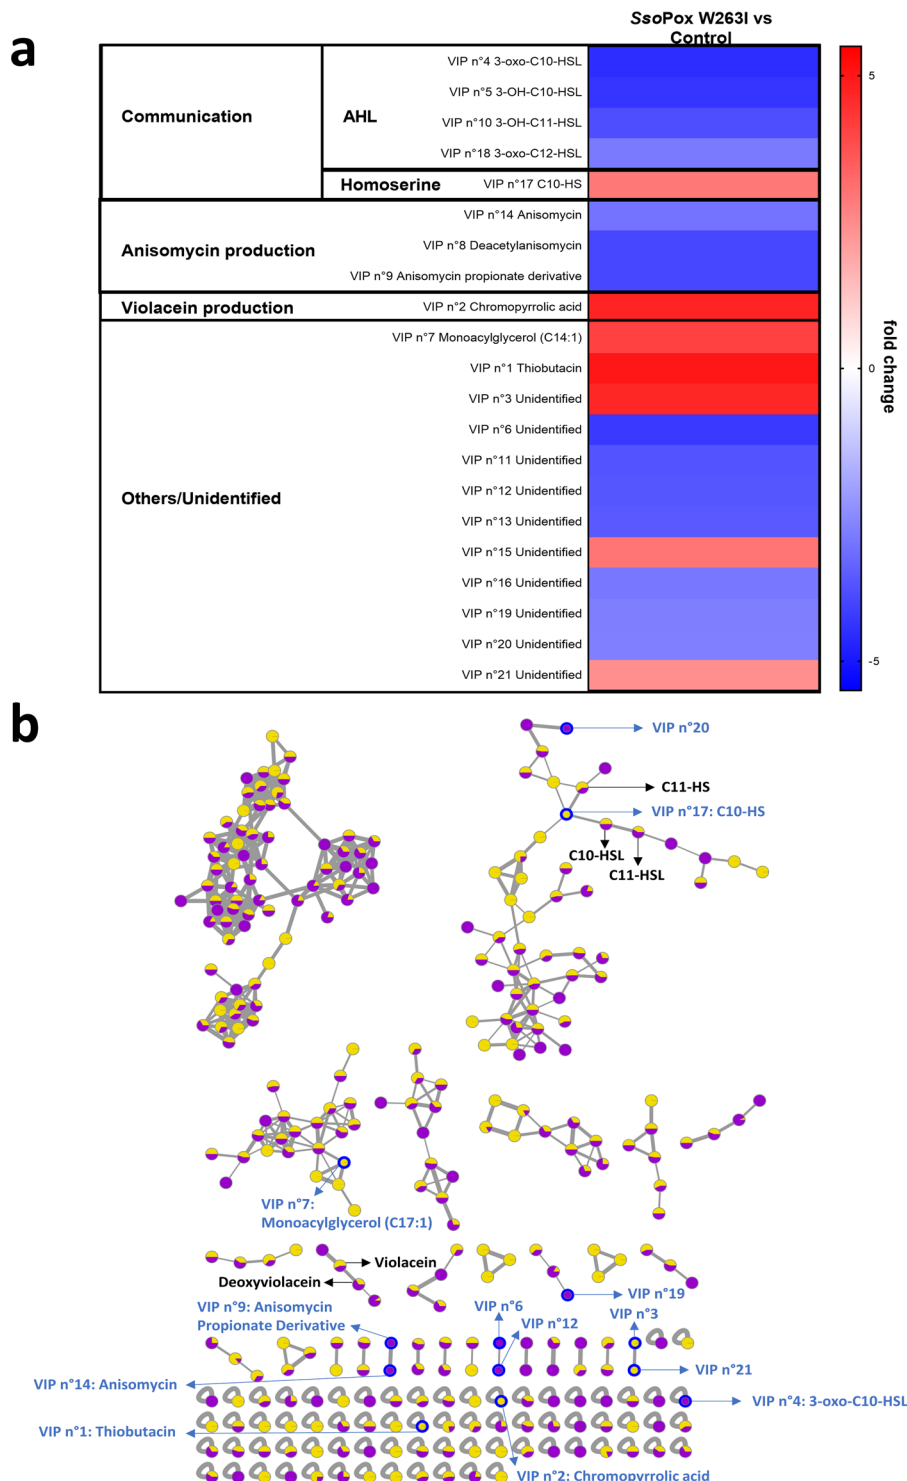 a
SsoPox W263I vs
Control
Communication
AHL
VIP n°4 3-oxo-C10-HSL
VIP n°5 3-OH-C10-HSL
VIP n°10 3-OH-C11-HSL
VIP n°18 3-oxo-C12-HSL
Homoserine
VIP n°17 C10-HS
Anisomycin production
VIP n°14 Anisomycin
VIP n°8 Deacetylanisomycin
VIP n°9 Anisomycin propionate derivative
Violacein production
VIP n°2 Chromopyrrolic acid
Others/Unidentified
VIP n°7 Monoacylglycerol (C14:1)
VIP n°1 Thiobutacin
VIP n°3 Unidentified
VIP n°6 Unidentified
VIP n°11 Unidentified
VIP n°12 Unidentified
VIP n°13 Unidentified
VIP n°15 Unidentified
VIP n°16 Unidentified
VIP n°19 Unidentified
VIP n°20 Unidentified
VIP n°21 Unidentified
5
0
-5
fold change
b
VIP n°20
C11-HS
VIP n°17: C10-HS
C10-HSL
C11-HSL
VIP n°7:
Monoacylglycerol (C17:1)
Violacein
Deoxyviolacein
VIP n°9: Anisomycin
Propionate Derivative
VIP n°6
VIP n°12
VIP n°19
VIP n°3
VIP n°21
VIP n°14: Anisomycin
VIP n°4: 3-oxo-C10-HSL
VIP n°1: Thiobutacin
VIP n°2: Chromopyrrolic acid